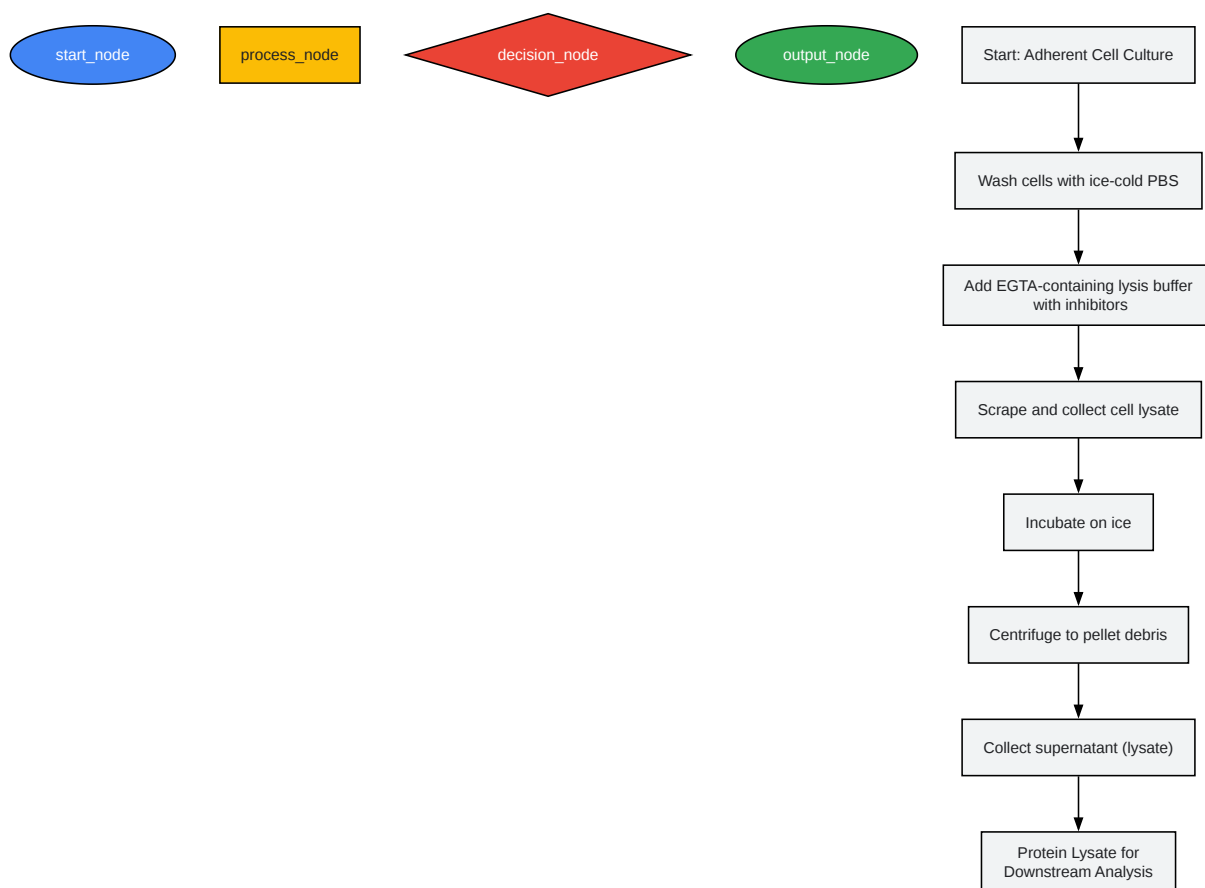 start_node
process_node
decision_node
output_node
Start: Adherent Cell Culture
Wash cells with ice-cold PBS
Add EGTA-containing lysis buffer
with inhibitors
Scrape and collect cell lysate
Incubate on ice
Centrifuge to pellet debris
Collect supernatant (lysate)
Protein Lysate for
Downstream Analysis